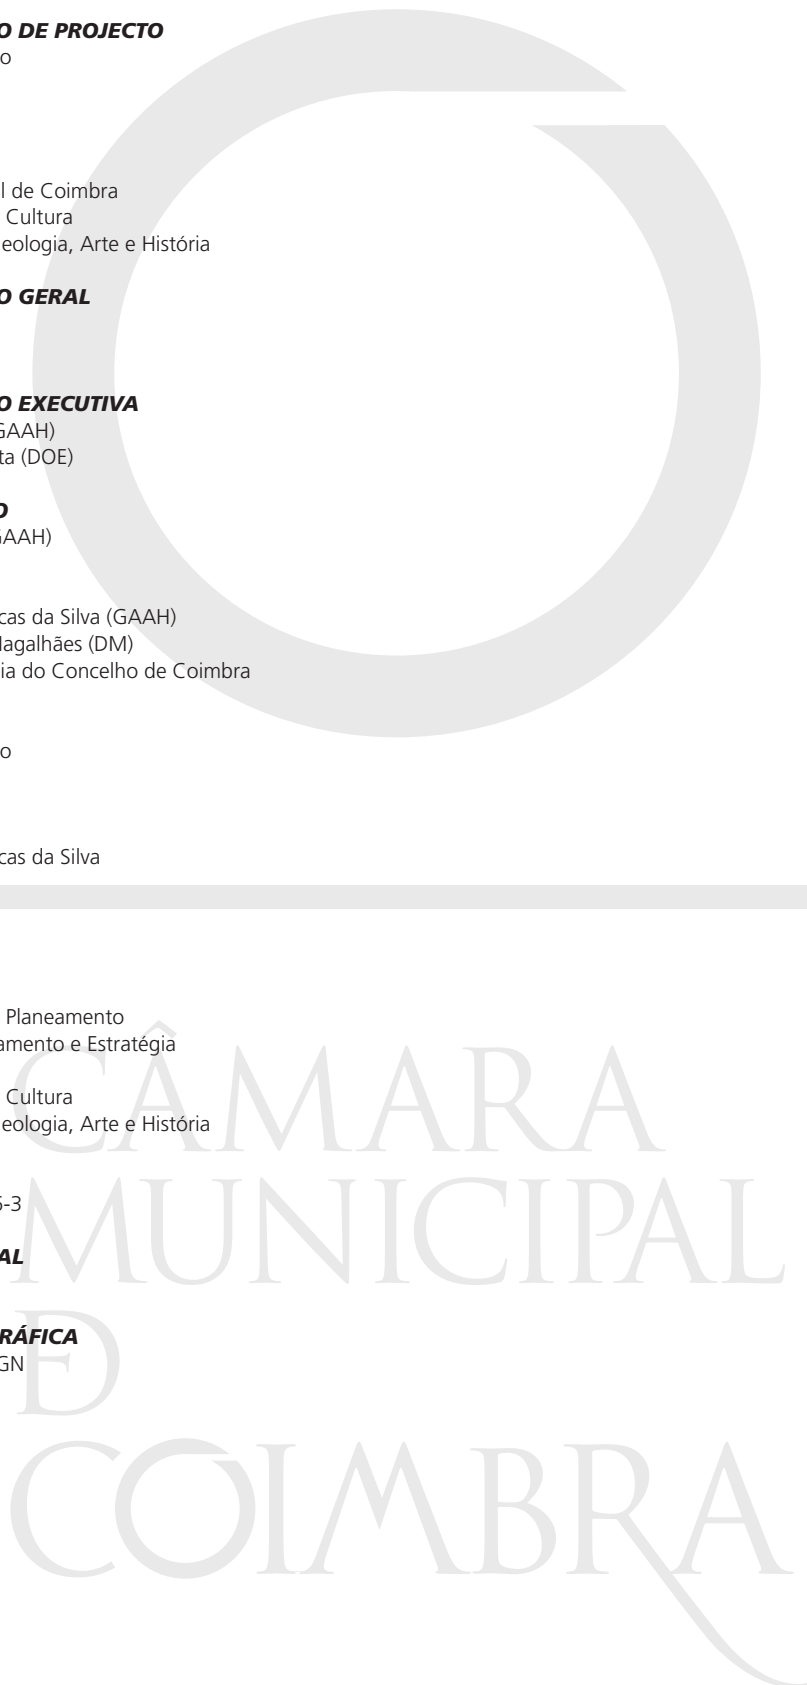 O DE PROJECTO
o
l de Coimbra
Cultura
eologia, Arte e História
O GERAL
O EXECUTIVA
GAAH)
ta (DOE)
O
GAAH)
cas da Silva (GAAH)
Magalhães (DM)
ia do Concelho de Coimbra
o
cas da Silva
Planeamento
amento e Estratégia
Cultura
eologia, Arte e História
6-3
AL
RÁFICA
GN
CÂMARA
MUNICIPAL
D
COIMBRA